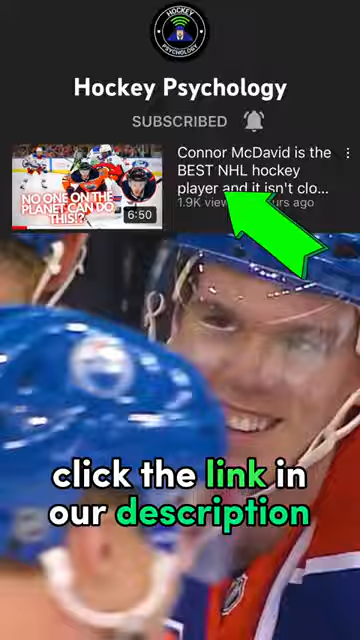 HOCKEY
PSYCHOLOGY
Hockey Psychology
SUBSCRIBED
Connor McDavid is the
BEST NHL hockey
player and it isn't clo...
NO ONE ON THE
PLANET CAN DO
THIS!?
6:50
1.9K view
urs ago
click the link in
our description